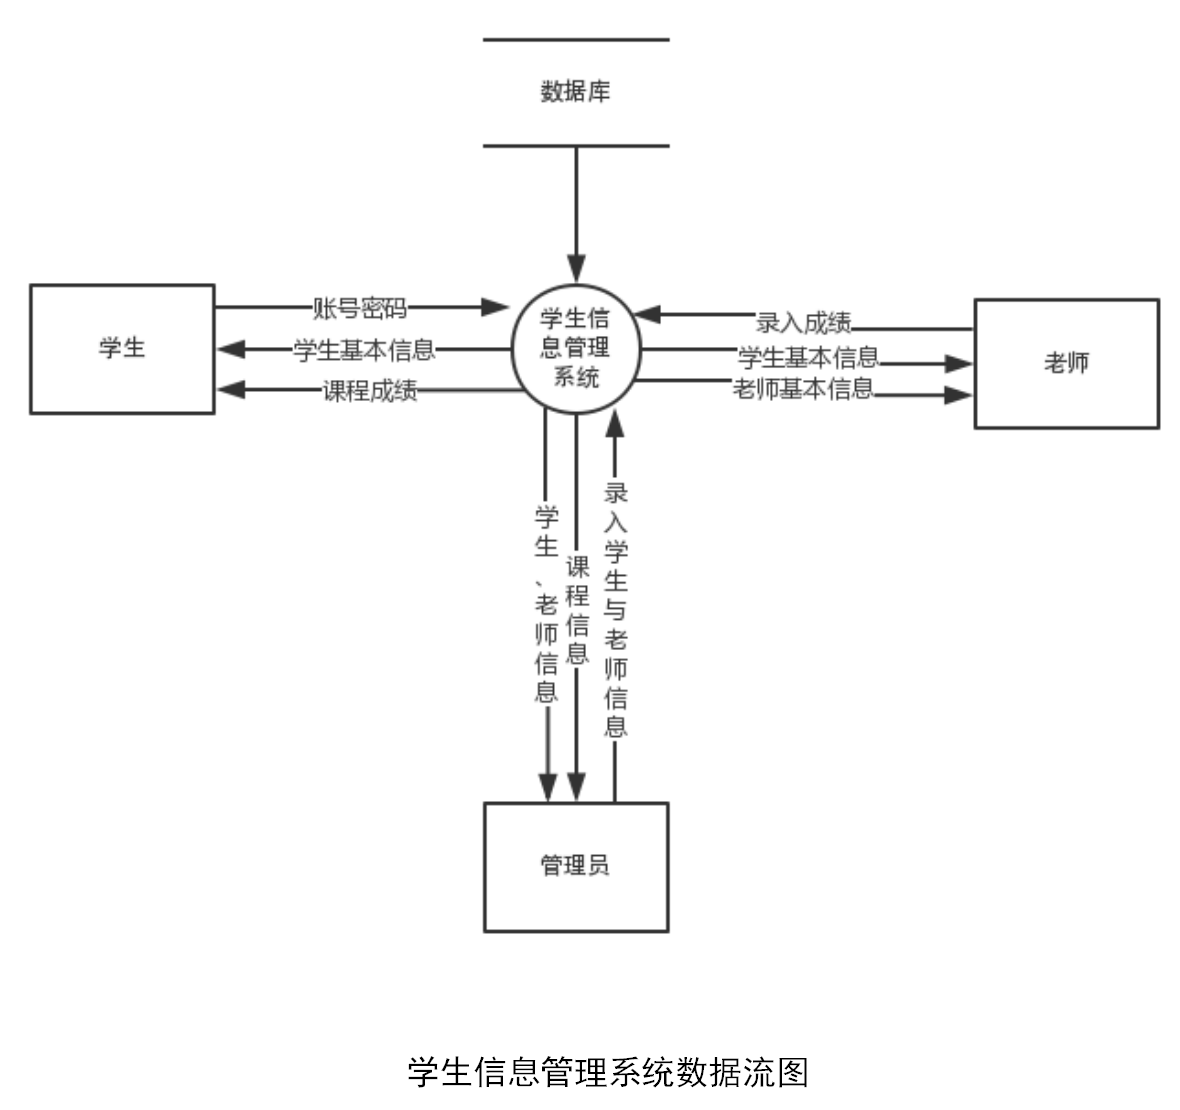 数据库
账号密码
学生基本信息
课程成绩
学生
学生信
息管理
系统
录入成绩
学生基本信息
老师基本信息
老师
学生、老师信息
课程信息
录入学生与老师信息
管理员
学生信息管理系统数据流图